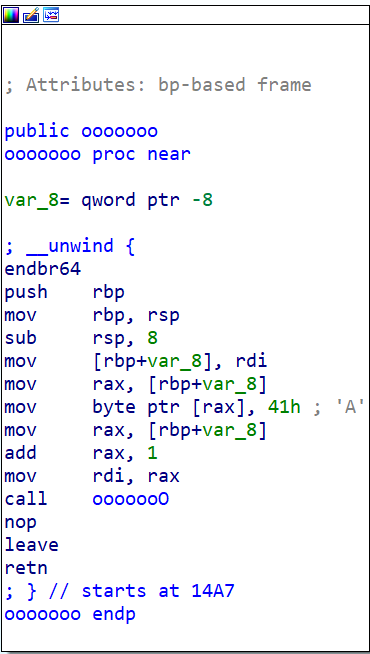 ; Attributes: bp-based frame
public ooooooo
ooooooo proc near
var_8= qword ptr -8
; __unwind {
endbr64
push    rbp
mov     rbp, rsp
sub     rsp, 8
mov     [rbp+var_8], rdi
mov     rax, [rbp+var_8]
mov     byte ptr [rax], 41h ; 'A'
mov     rax, [rbp+var_8]
add     rax, 1
mov     rdi, rax
call    ooooooO
nop
leave
retn
; } // starts at 14A7
ooooooo endp